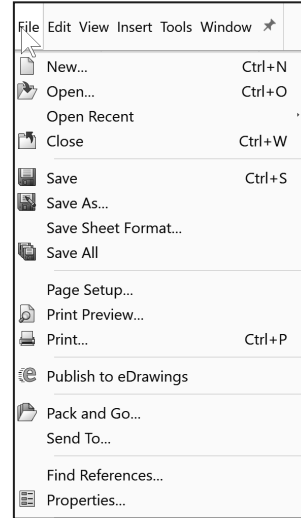 File Edit View Insert Tools Window
New... Ctrl+N
Open... Ctrl+O
Open Recent
Close Ctrl+W
Save Ctrl+S
Save As...
Save Sheet Format...
Save All
Page Setup...
Print Preview...
Print... Ctrl+P
Publish to eDrawings
Pack and Go...
Send To...
Find References...
Properties...